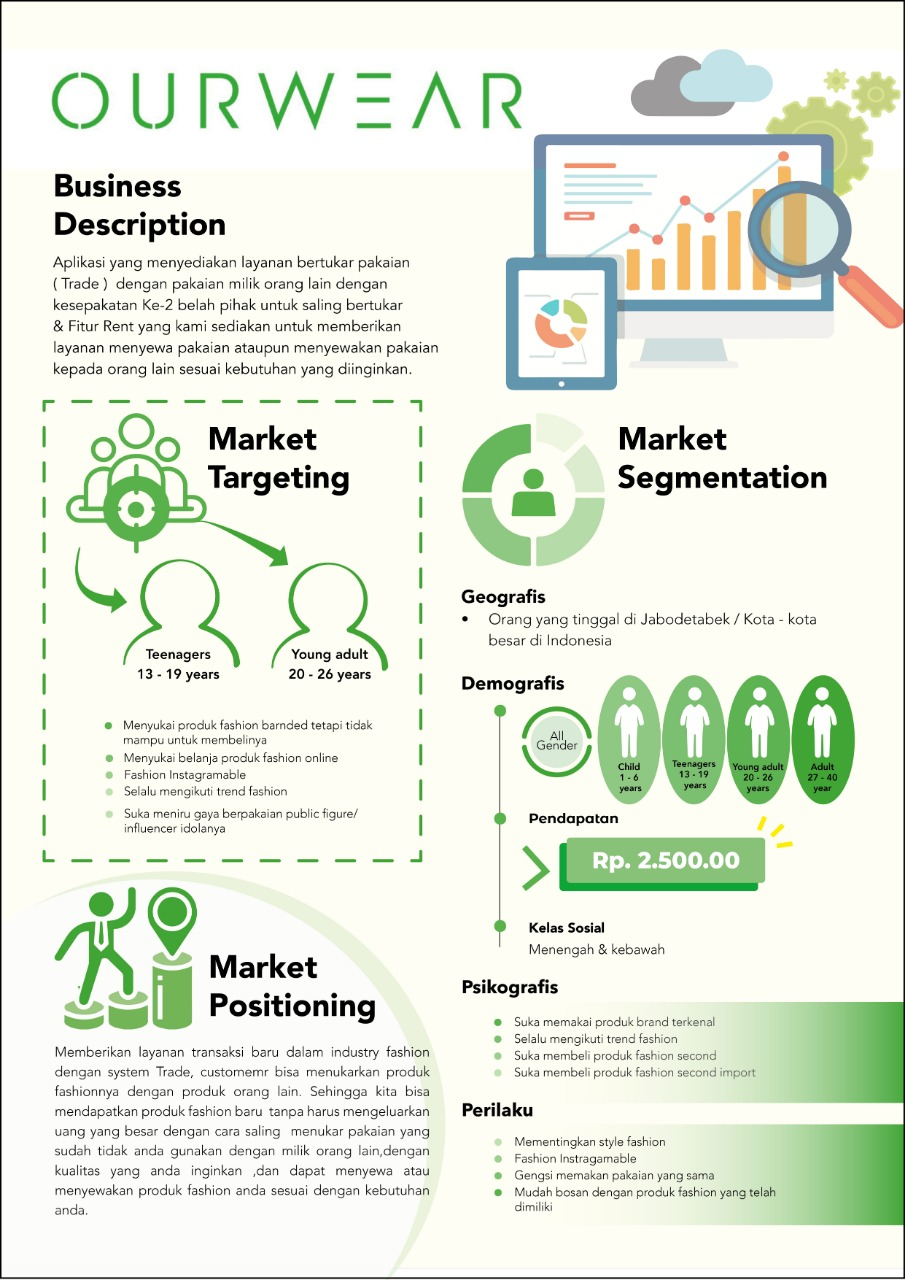 OURWEAR
Business
Description
Aplikasi yang menyediakan layanan bertukar pakaian
( Trade ) dengan pakaian milik orang lain dengan
kesepakatan Ke-2 belah pihak untuk saling bertukar
& Fitur Rent yang kami sediakan untuk memberikan
layanan menyewa pakaian ataupun menyewakan pakaian
kepada orang lain sesuai kebutuhan yang diinginkan.
Market
Targeting
Teenagers
13 - 19 years
Young adult
20 - 26 years
• Menyukai produk fashion barnded tetapi tidak
mampu untuk membelinya
• Menyukai belanja produk fashion online
• Fashion Instagramable
• Selalu mengikuti trend fashion
• Suka meniru gaya berpakaian public figure/
influencer idolanya
Market
Positioning
Memberikan layanan transaksi baru dalam industry fashion
dengan system Trade, customemr bisa menukarkan produk
fashionnya dengan produk orang lain. Sehingga kita bisa
mendapatkan produk fashion baru tanpa harus mengeluarkan
uang yang besar dengan cara saling menukar pakaian yang
sudah tidak anda gunakan dengan milik orang lain,dengan
kualitas yang anda inginkan ,dan dapat menyewa atau
menyewakan produk fashion anda sesuai dengan kebutuhan
anda.
Market
Segmentation
Geografis
• Orang yang tinggal di Jabodetabek / Kota - kota
besar di Indonesia
Demografis
All
Gender
Child
1 - 6
years
Teenagers
13 - 19
years
Young adult
20 - 26
years
Adult
27 - 40
year
Pendapatan
Rp. 2.500.00
Kelas Sosial
Menengah & kebawah
Psikografis
• Suka memakai produk brand terkenal
• Selalu mengikuti trend fashion
• Suka membeli produk fashion second
• Suka membeli produk fashion second import
Perilaku
• Mementingkan style fashion
• Fashion Instragamable
• Gengsi memakan pakaian yang sama
• Mudah bosan dengan produk fashion yang telah
dimiliki